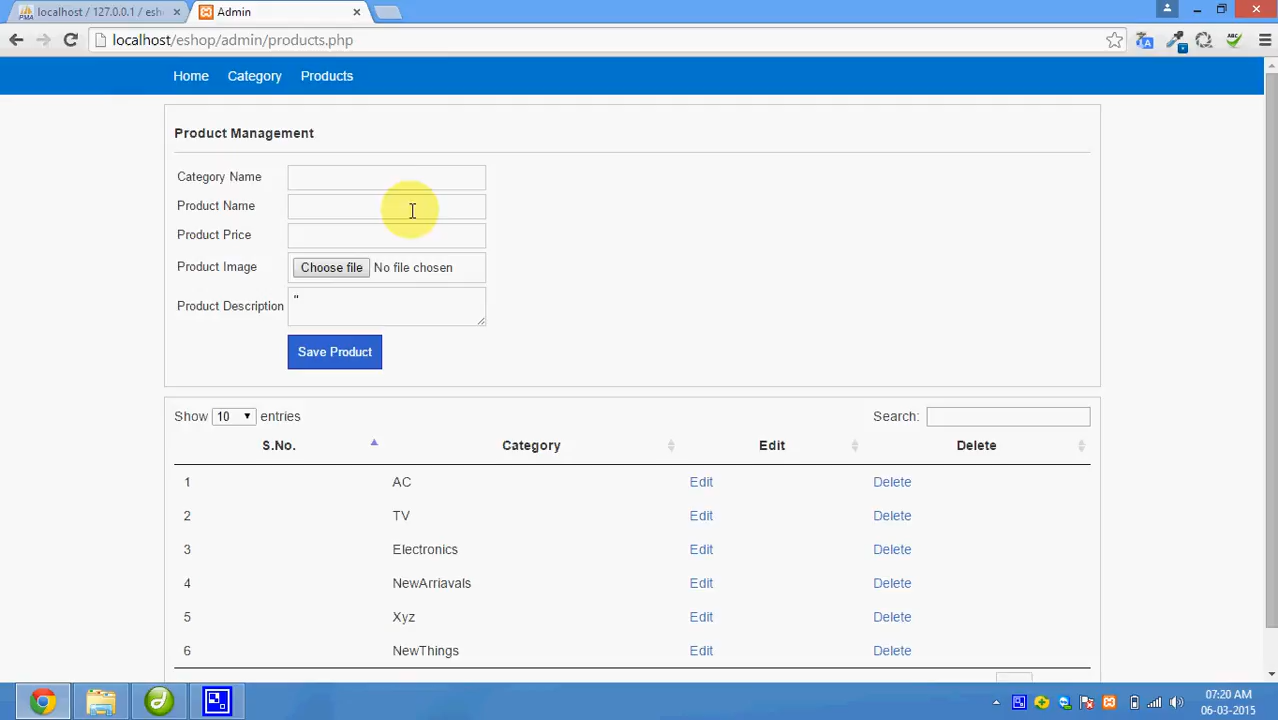 localhost / 127.0.0.1 / esh
Admin
localhost/eshop/admin/products.php
Home Category Products
Product Management
Category Name
Product Name
Product Price
Product Image Choose file No file chosen
Product Description "
Save Product
Show 10 entries Search:
S.No. Category Edit Delete
1 AC Edit Delete
2 TV Edit Delete
3 Electronics Edit Delete
4 NewArriavals Edit Delete
5 Xyz Edit Delete
6 NewThings Edit Delete
07:20 AM
06-03-2015